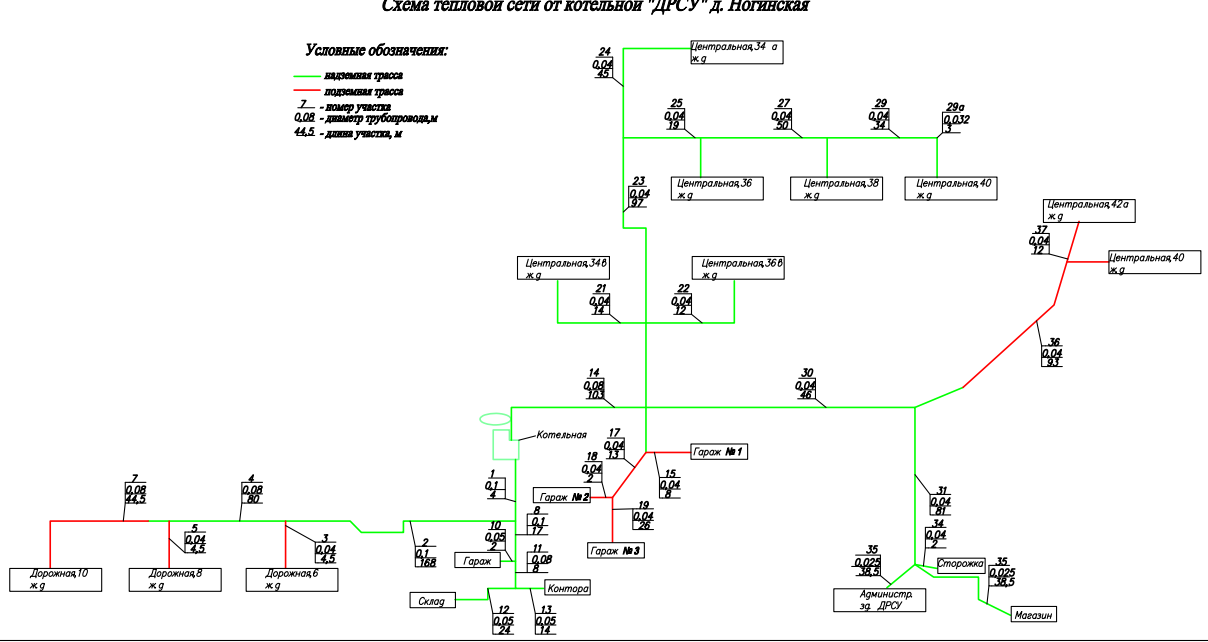 Схема тепловой сети от котельной "ДРСУ" д. Ногинская
Условные обозначения:
надземная трасса
подземная трасса
7 - номер участка
0,08 - диаметр трубопровода,м
44,5 - длина участка, м
24
0,04
45
Центральная,34 а
ж.д
25
0,04
19
27
0,04
50
29
0,04
34
29а
0,032
3
Центральная,36
ж.д
Центральная,38
ж.д
Центральная,40
ж.д
23
0,04
97
Центральная,42а
ж.д
37
0,04
12
Центральная,40
ж.д
Центральная,34в
ж.д
Центральная,36в
ж.д
21
0,04
14
22
0,04
12
36
0,04
93
14
0,08
103
30
0,04
46
Котельная
17
0,04
13
Гараж №1
18
0,04
2
15
0,04
8
Гараж №2
19
0,04
26
Гараж №3
7
0,08
44,5
4
0,08
80
1
0,1
4
5
0,04
4,5
3
0,04
4,5
2
0,1
168
10
0,05
2
8
0,1
17
Гараж
11
0,08
8
Дорожная,10
ж.д
Дорожная,8
ж.д
Дорожная,6
ж.д
Склад
Контора
12
0,05
24
13
0,05
14
31
0,04
81
34
0,04
2
35
0,025
38,5
Сторожка
35
0,025
38,5
Администр.
зд. ДРСУ
Магазин